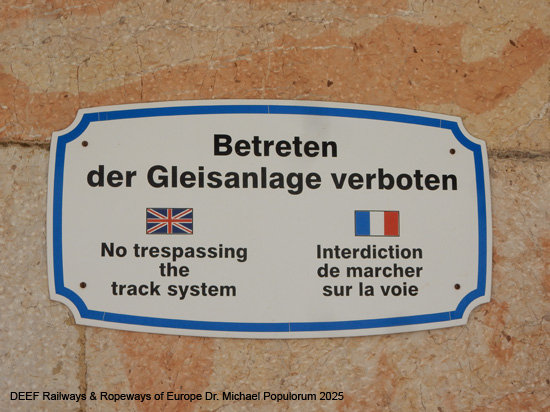 Betreten
der Gleisanlage verboten
No trespassing
the
track system
Interdiction
de marcher
sur la voie
DEEF Railways & Ropeways of Europe Dr. Michael Populorum 2025